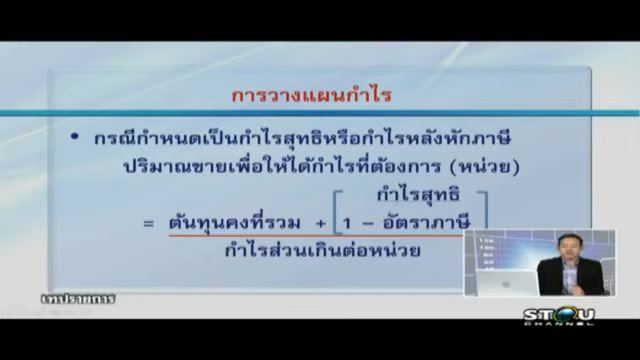 การวางแผนกำไร
• กรณีกำหนดเป็นกำไรสุทธิหรือกำไรหลังหักภาษี
ปริมาณขายเพื่อให้ได้กำไรที่ต้องการ (หน่วย)
กำไรสุทธิ
= ต้นทุนคงที่รวม + 1 – อัตราภาษี
กำไรส่วนเกินต่อหน่วย
เทปรายการ
STOU
CHANNEL